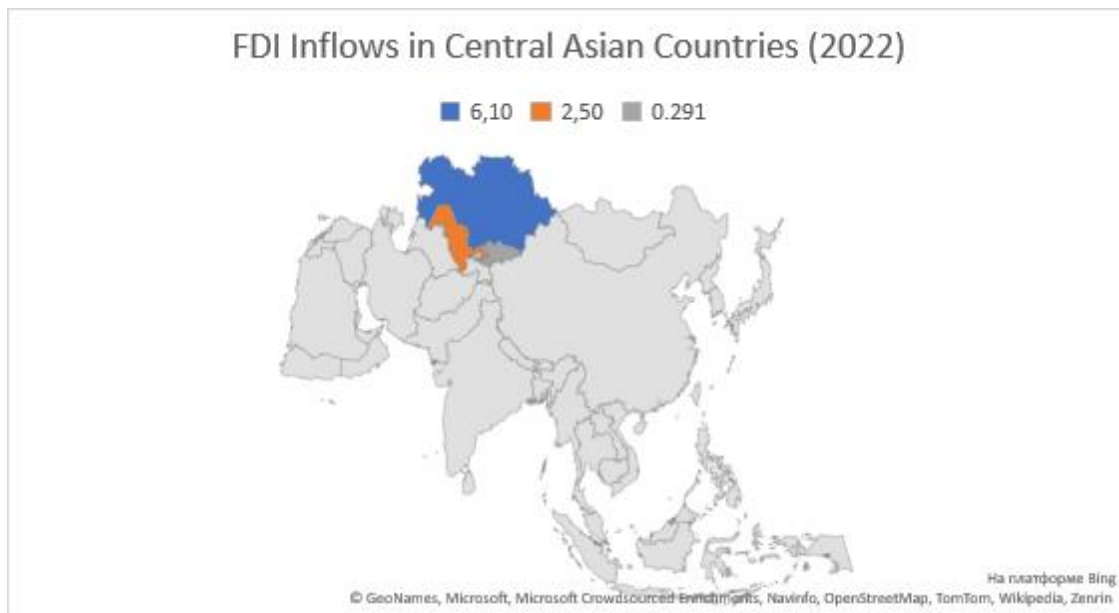 FDI Inflows in Central Asian Countries (2022)
6,10 2,50 0.291
На платформе Bing
© GeoNames, Microsoft, Microsoft Crowdsourced Enrichments, Navinfo, OpenStreetMap, TomTom, Wikipedia, Zenrin